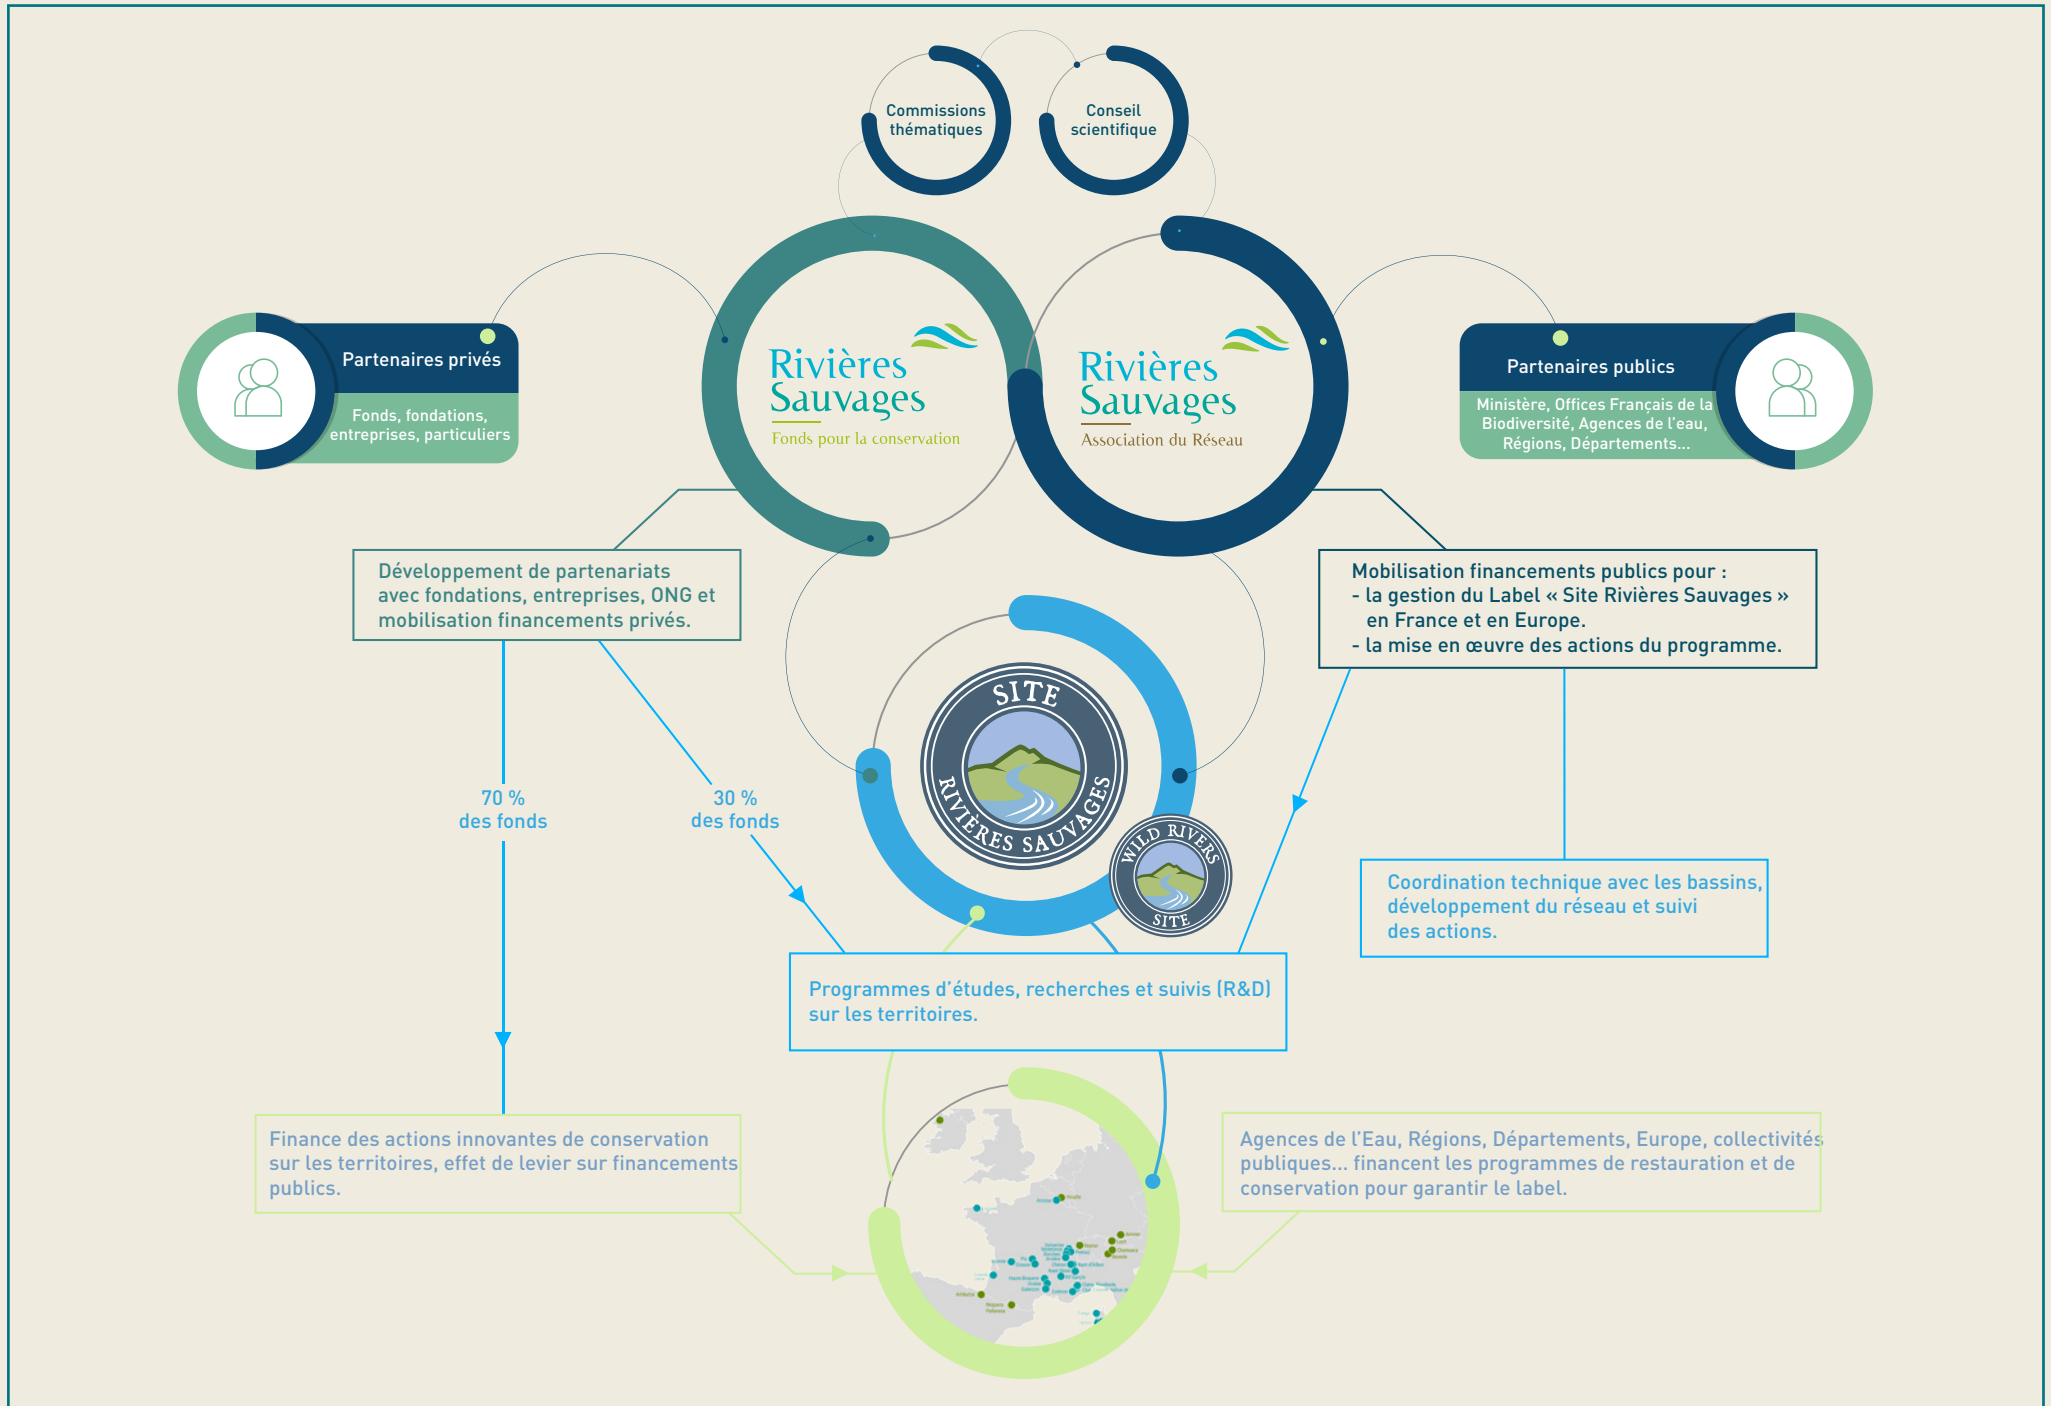 Commissions
thématiques
Conseil
scientifique
Partenaires privés
Fonds, fondations,
entreprises, particuliers
Rivières
Sauvages
Fonds pour la conservation
Rivières
Sauvages
Association du Réseau
Partenaires publics
Ministère, Offices Français de la
Biodiversité, Agences de l'eau,
Régions, Départements...
Développement de partenariats
avec fondations, entreprises, ONG et
mobilisation financements privés.
Mobilisation financements publics pour :
- la gestion du Label « Site Rivières Sauvages »
en France et en Europe.
- la mise en œuvre des actions du programme.
SITE
RIVIÈRES SAUVAGES
70 %
des fonds
30 %
des fonds
WILD RIVERS
SITE
Coordination technique avec les bassins,
développement du réseau et suivi
des actions.
Programmes d'études, recherches et suivis (R&D)
sur les territoires.
Finance des actions innovantes de conservation
sur les territoires, effet de levier sur financements
publics.
Agences de l'Eau, Régions, Départements, Europe, collectivités
publiques... financent les programmes de restauration et de
conservation pour garantir le label.